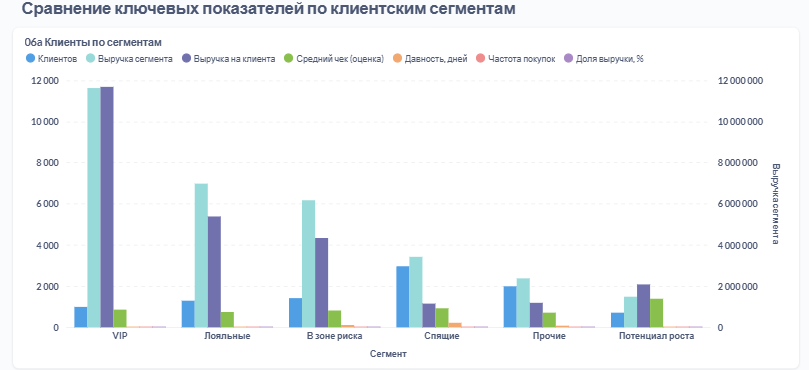 Сравнение ключевых показателей по клиентским сегментам
06a Клиенты по сегментам
Клиентов Выручка сегмента Выручка на клиента Средний чек (оценка) Давность, дней Частота покупок Доля выручки, %
12 000 12 000 000
10 000 10 000 000
8 000 8 000 000
6 000 6 000 000
4 000 4 000 000
2 000 2 000 000
0 0
Выручка сегмента
VIP Лояльные В зоне риска Спящие Прочие Потенциал роста
Сегмент